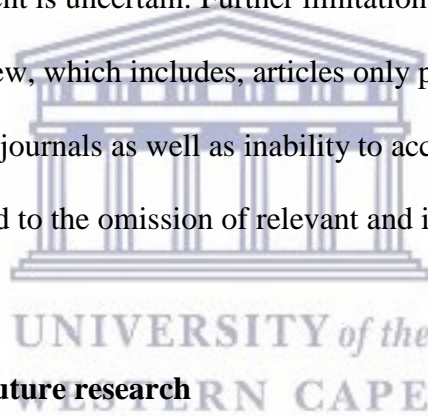 ent is uncertain. Further limitation
ew, which includes, articles only p
journals as well as inability to acc
d to the omission of relevant and i
UNIVERSITY of the
uture research
WESTERN CAPE